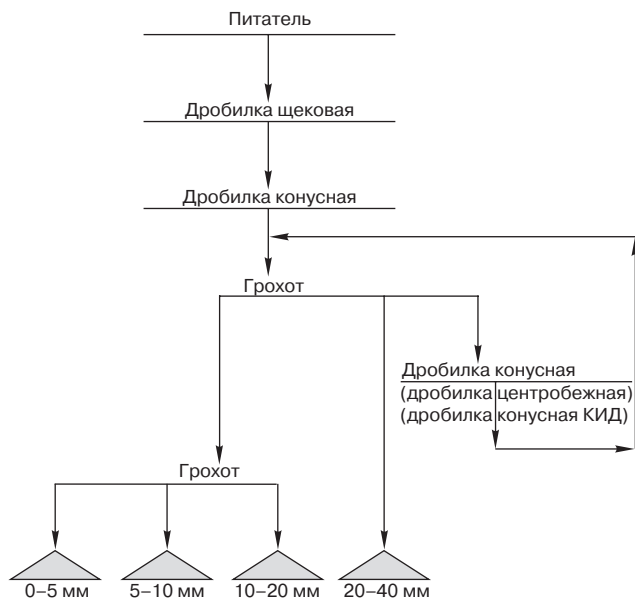 Питатель
Дробилка щековая
Дробилка конусная
Грохот
Дробилка конусная
(дробилка центробежная)
(дробилка конусная КИД)
Грохот
0–5 мм
5–10 мм
10–20 мм
20–40 мм